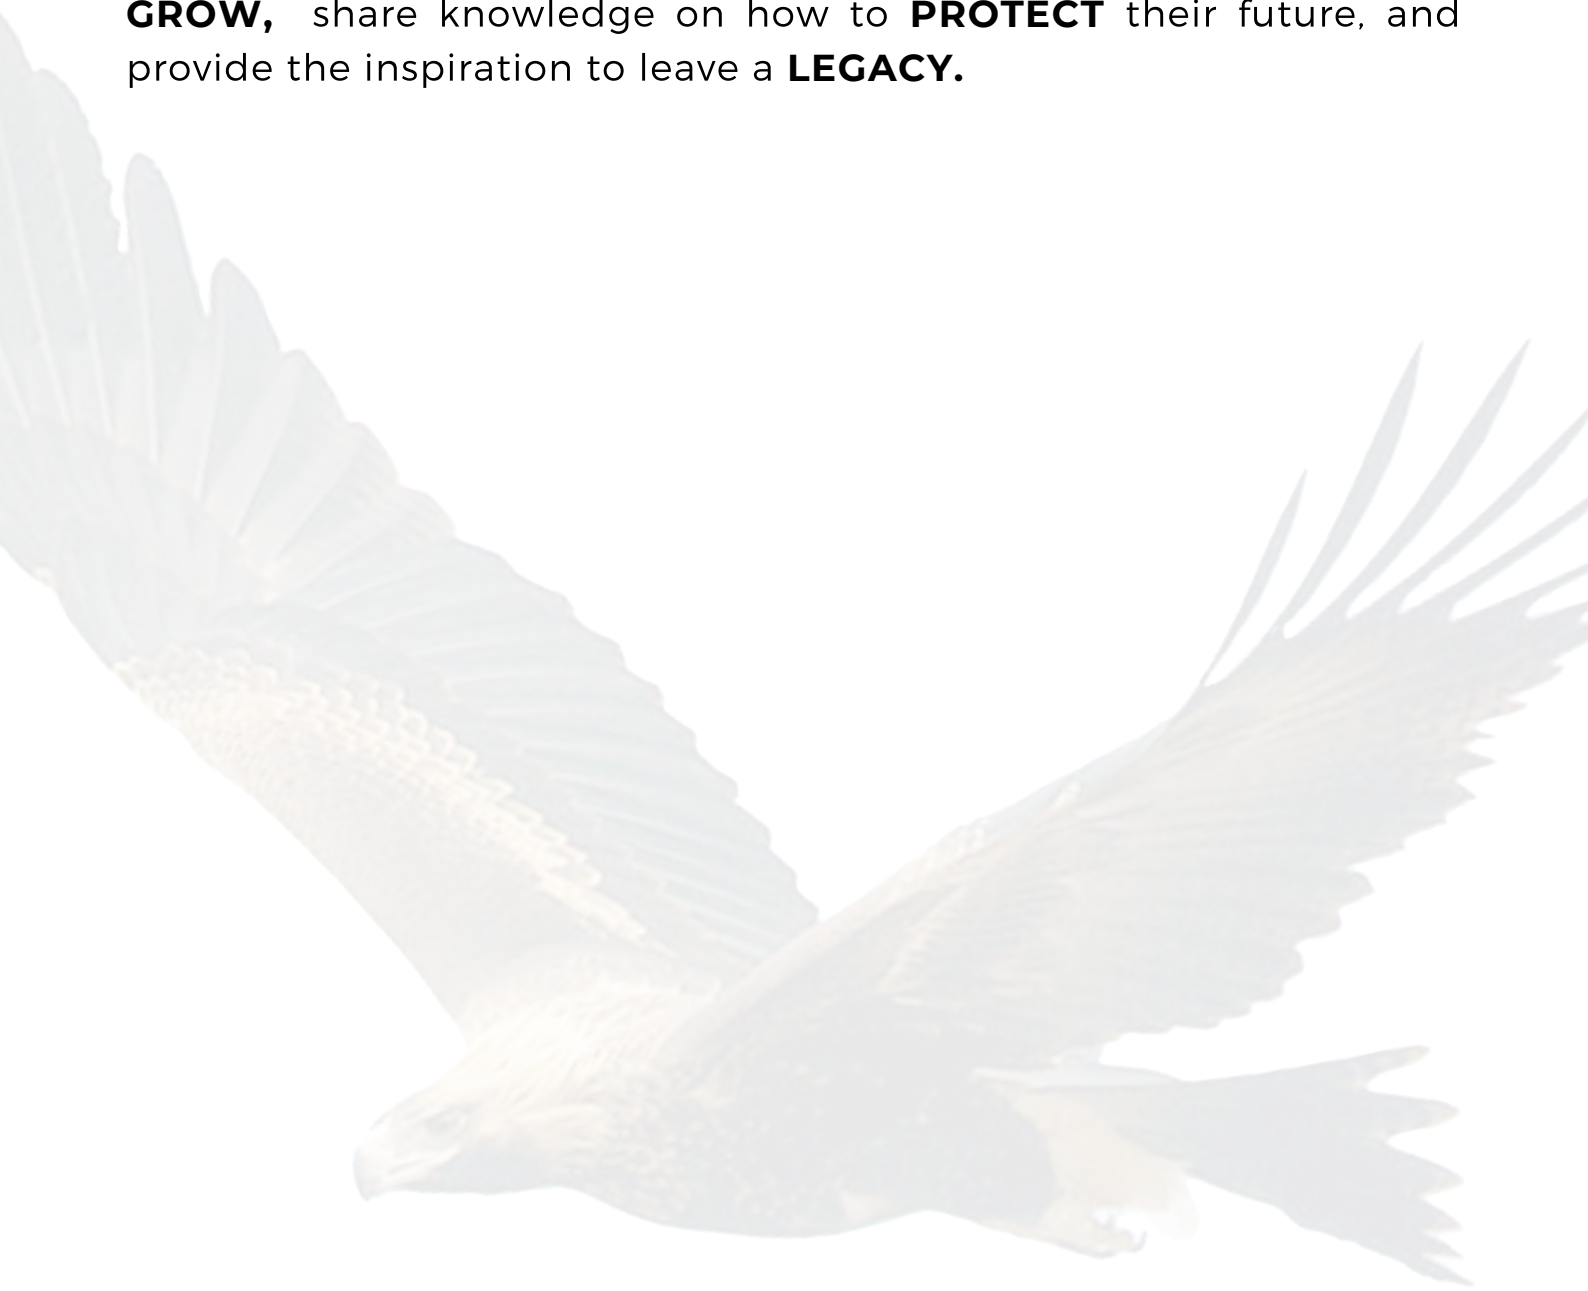 GROW, share knowledge on how to PROTECT their future, and
provide the inspiration to leave a LEGACY.